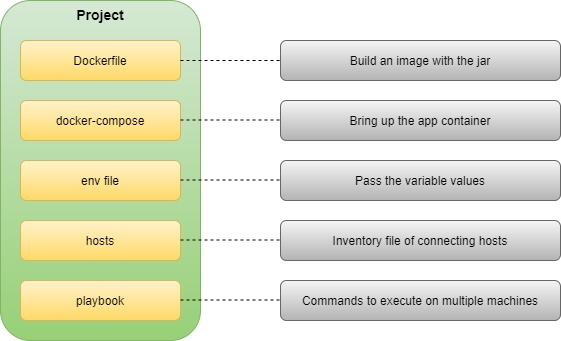 Project
Dockerfile
Build an image with the jar
docker-compose
Bring up the app container
env file
Pass the variable values
hosts
Inventory file of connecting hosts
playbook
Commands to execute on multiple machines